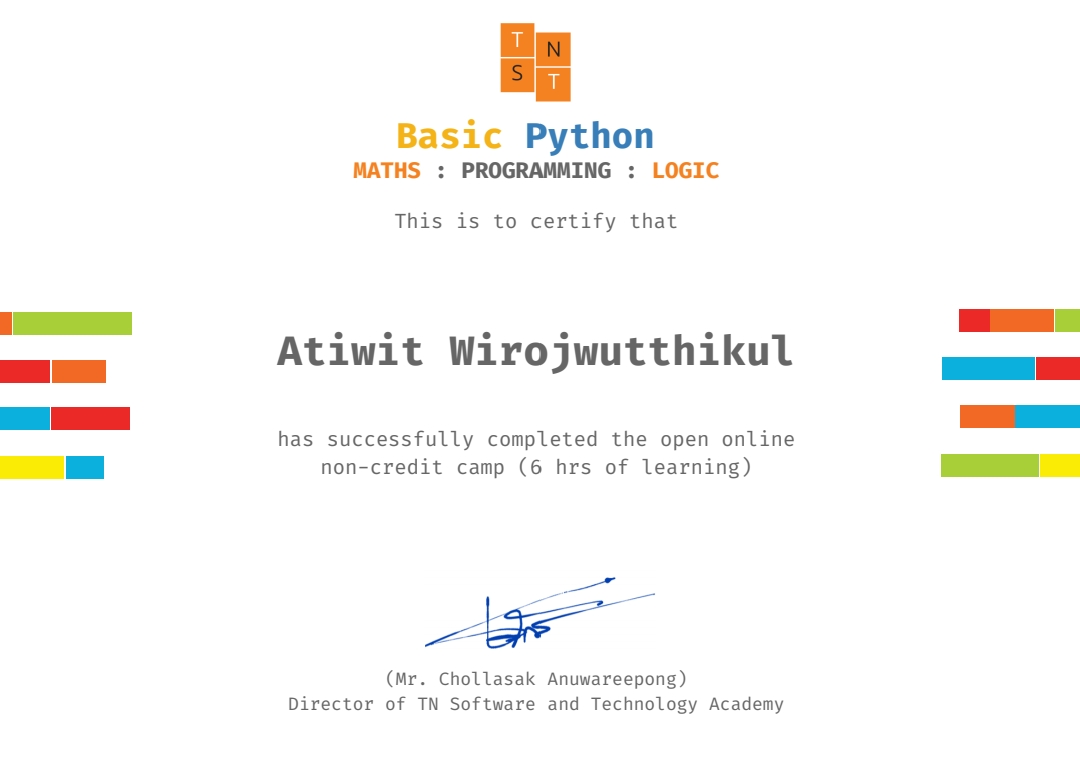 T N
S T
Basic Python
MATHS : PROGRAMMING : LOGIC
This is to certify that
Atiwit Wirojwutthikul
has successfully completed the open online
non-credit camp (6 hrs of learning)
(Mr. Chollasak Anuwareepong)
Director of TN Software and Technology Academy